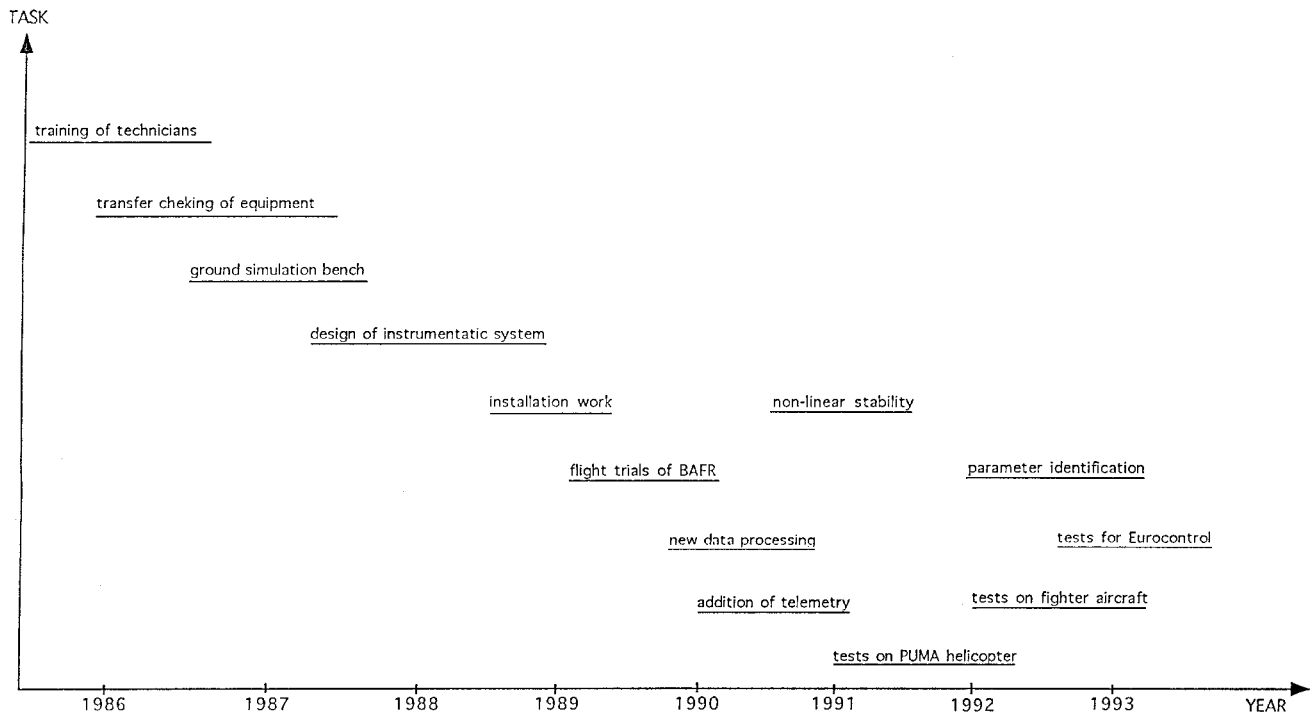 TASK
training of technicians
transfer cheking of equipment
ground simulation bench
design of instrumentatic system
installation work
non-linear stability
flight trials of BAFR
parameter identification
new data processing
tests for Eurocontrol
addition of telemetry
tests on fighter aircraft
tests on PUMA helicopter
1986 1987 1988 1989 1990 1991 1992 1993 YEAR